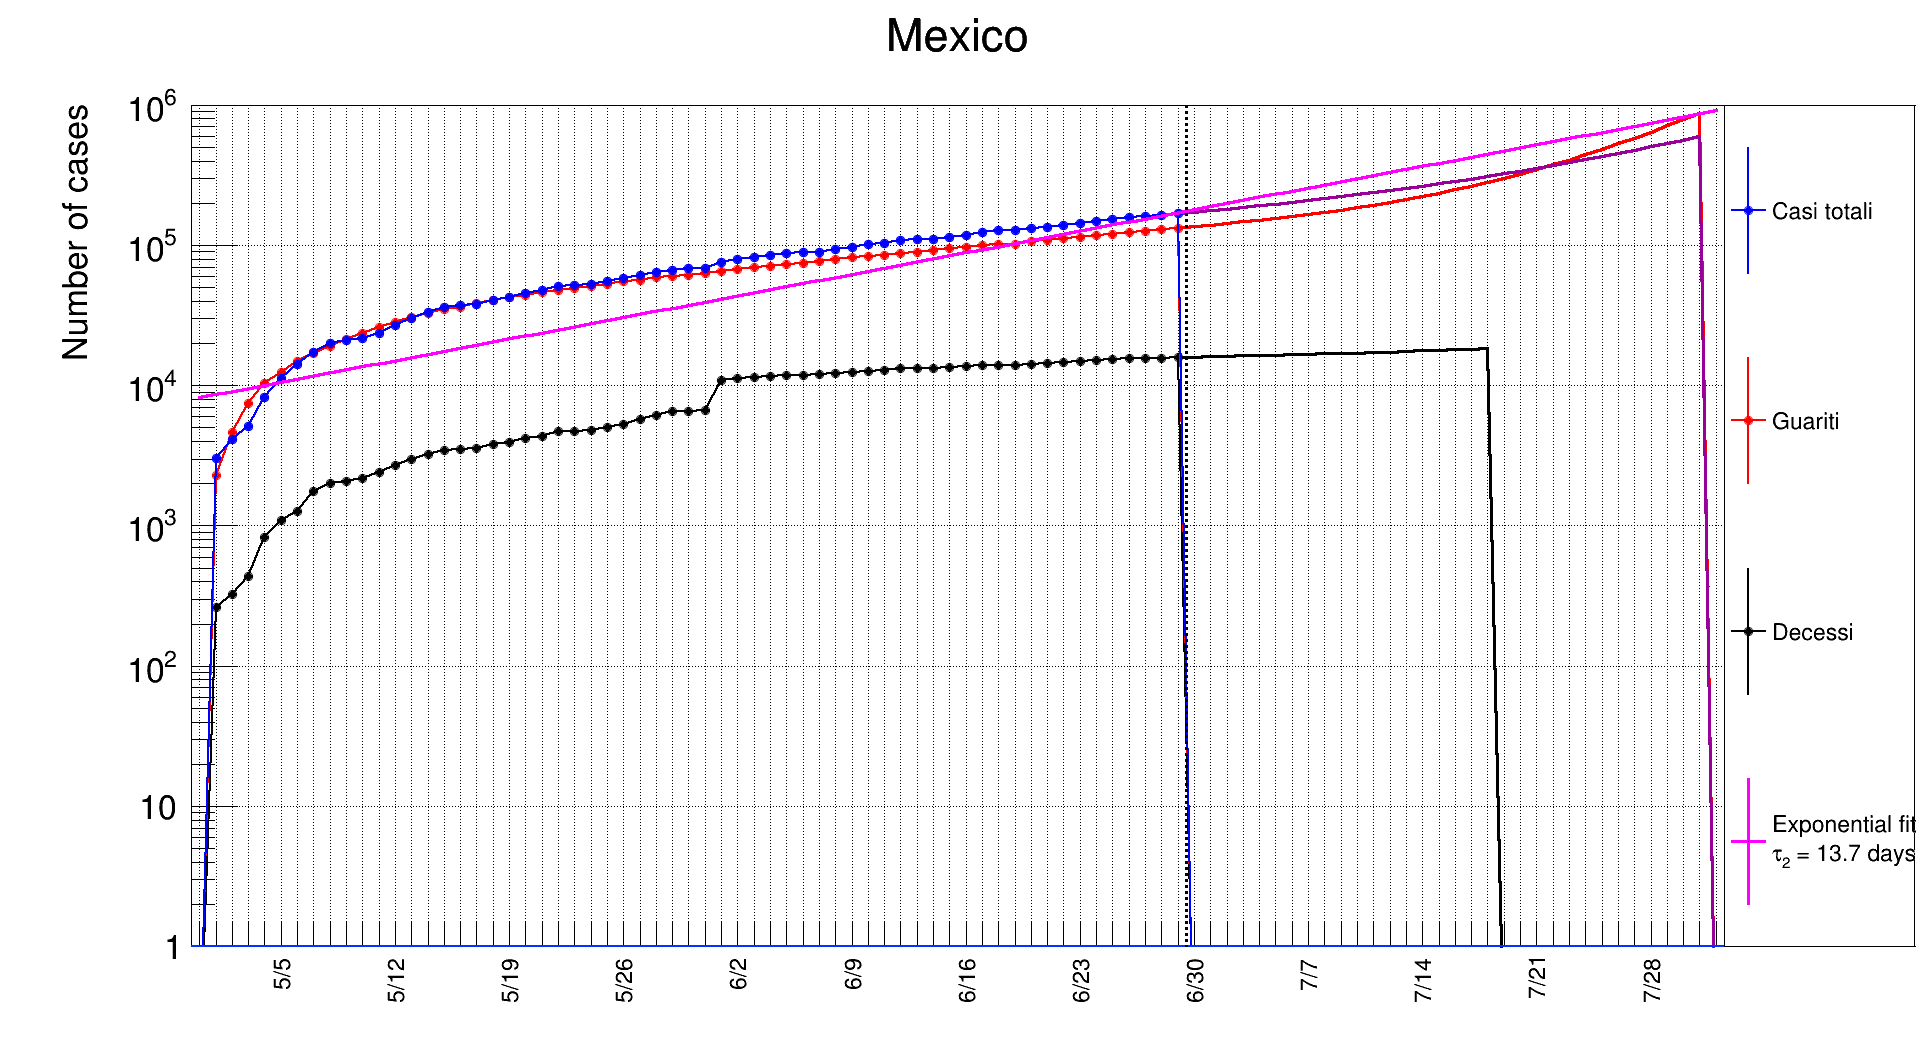 Mexico
Number of cases
10^6
10^5
10^4
10^3
10^2
10
1
5/5
5/12
5/19
5/26
6/2
6/9
6/16
6/23
6/30
7/7
7/14
7/21
7/28
Casi totali
Guariti
Decessi
Exponential fit
τ₂ = 13.7 days